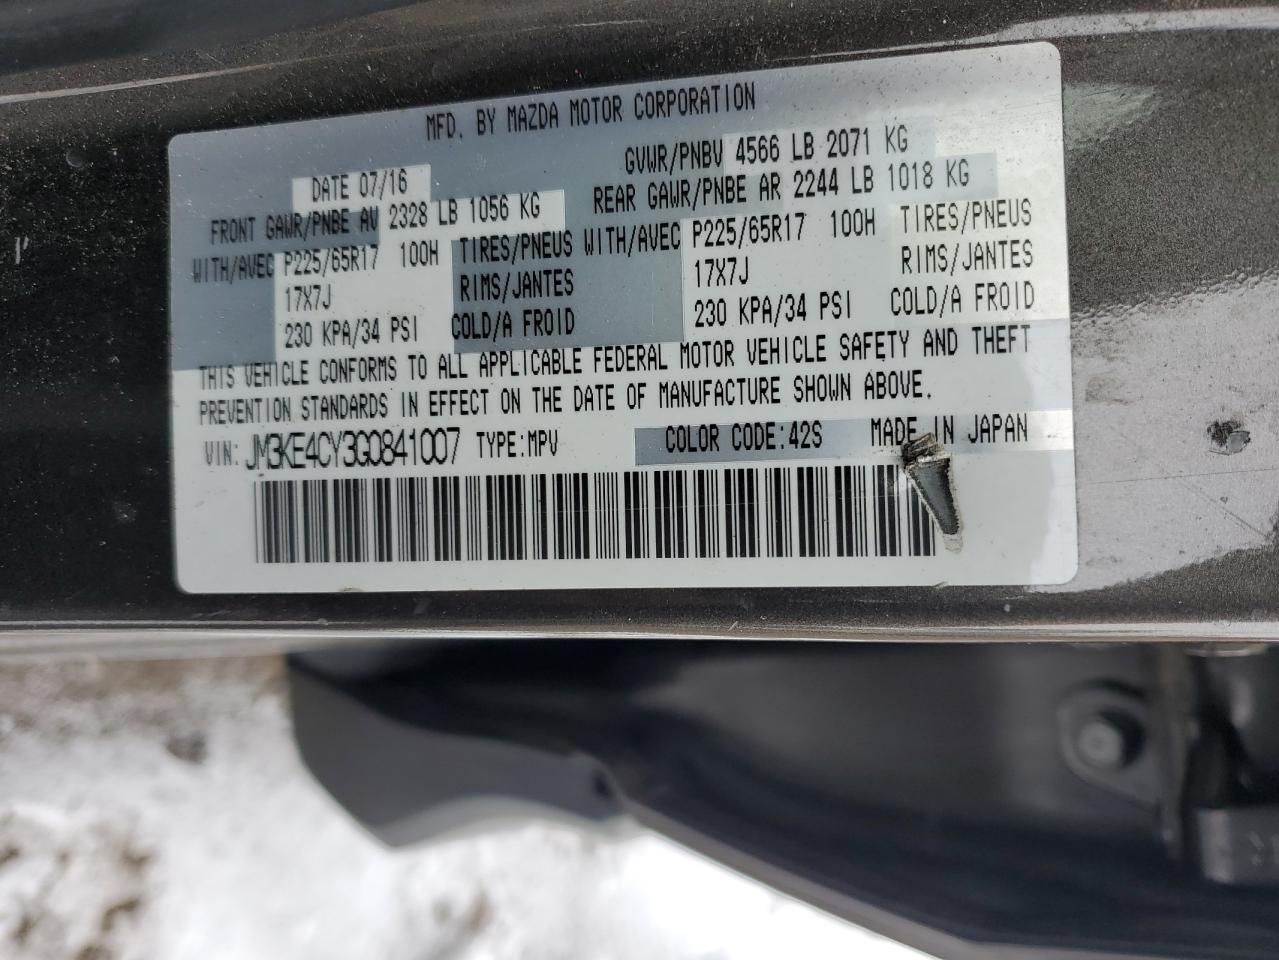 MFD. BY MAZDA MOTOR CORPORATION
DATE 07/16 GVWR/PNBV 4566 LB 2071 KG
FRONT GAWR/PNBE AV 2328 LB 1056 KG REAR GAWR/PNBE AR 2244 LB 1018 KG
WITH/AVEC P225/65R17 100H TIRES/PNEUS WITH/AVEC P225/65R17 100H TIRES/PNEUS
17X7J RIMS/JANTES 17X7J RIMS/JANTES
230 KPA/34 PSI COLD/A FROID 230 KPA/34 PSI COLD/A FROID
THIS VEHICLE CONFORMS TO ALL APPLICABLE FEDERAL MOTOR VEHICLE SAFETY AND THEFT
PREVENTION STANDARDS IN EFFECT ON THE DATE OF MANUFACTURE SHOWN ABOVE.
VIN: JM3KE4CY3G0841007 TYPE:MPV COLOR CODE:42S MADE IN JAPAN